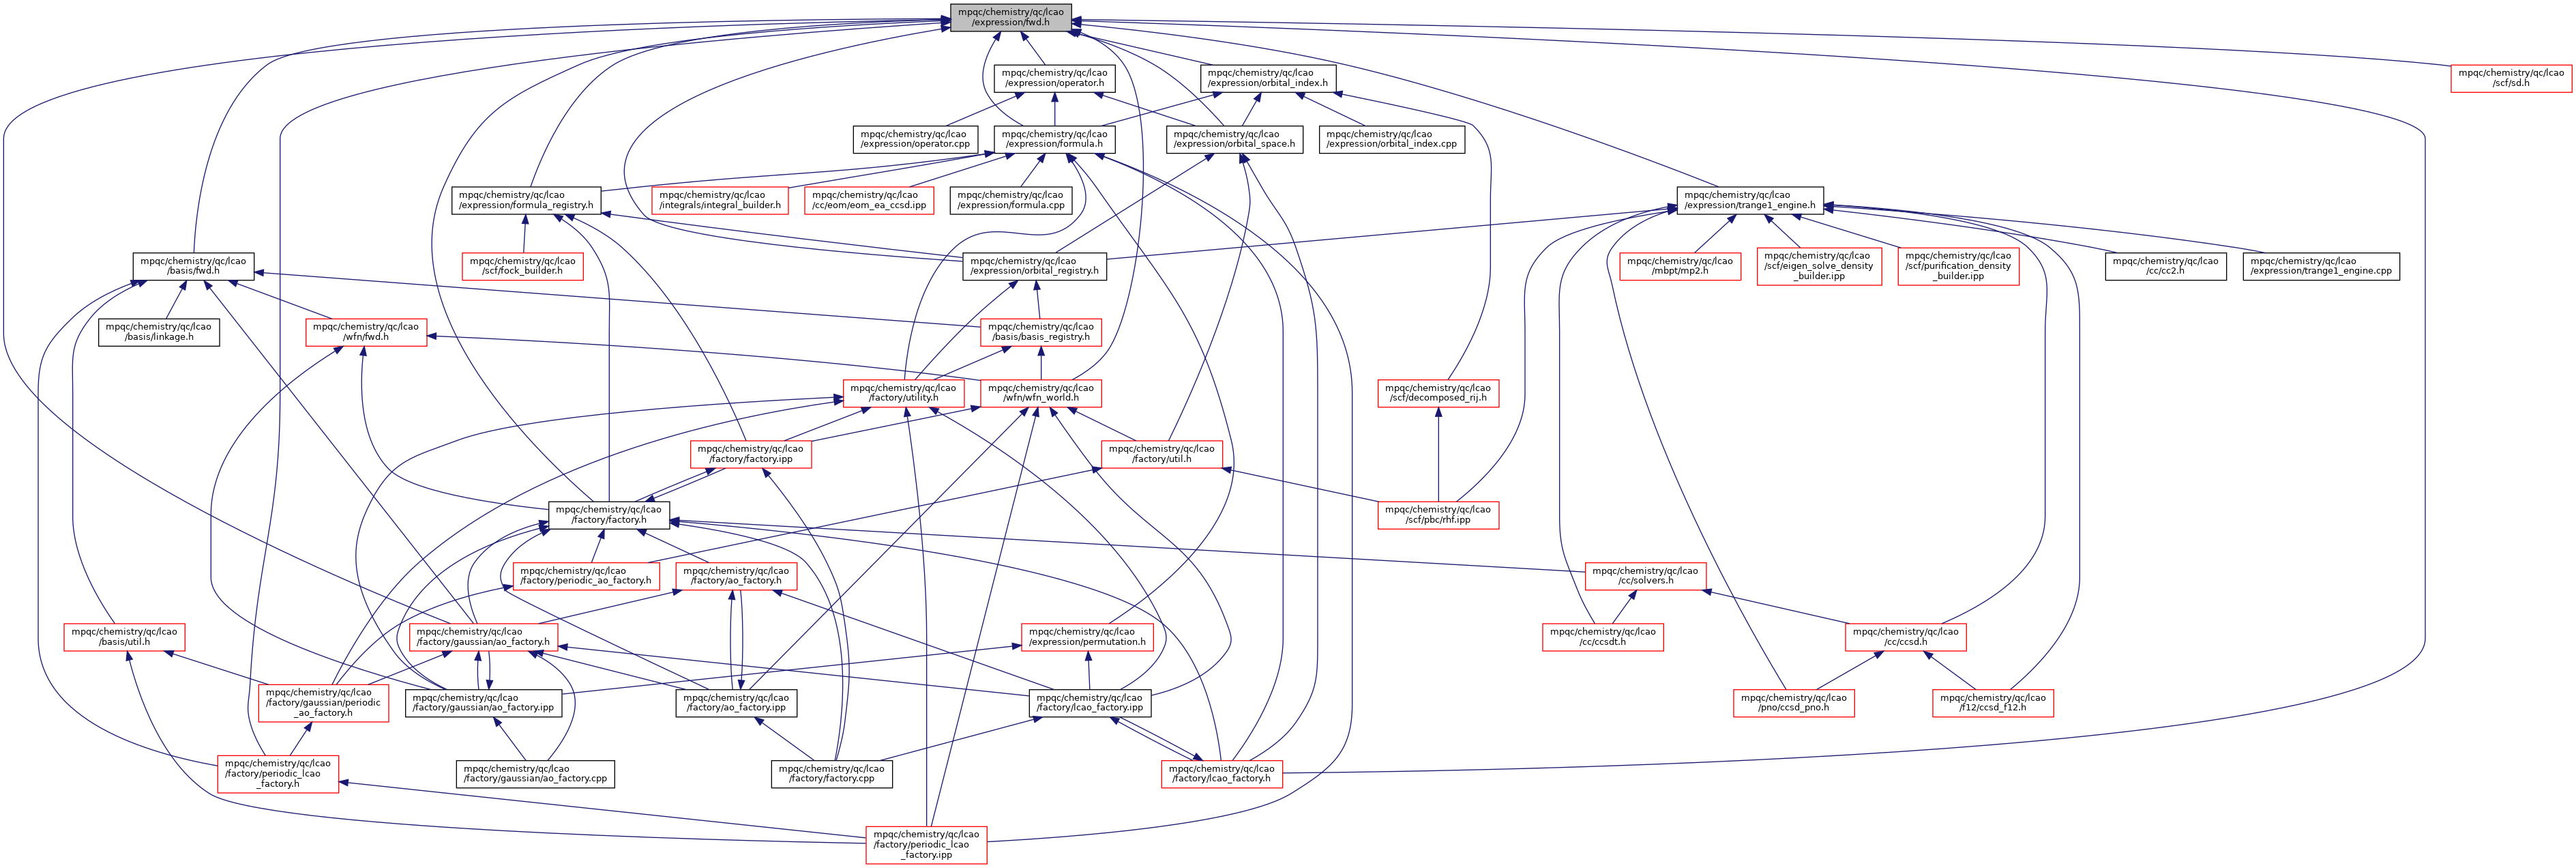 mpqc/chemistry/qc/lcao
/expression/fwd.h
mpqc/chemistry/qc/lcao
/expression/operator.h
mpqc/chemistry/qc/lcao
/expression/orbital_index.h
mpqc/chemistry/qc/lcao
/scf/sd.h
mpqc/chemistry/qc/lcao
/expression/operator.cpp
mpqc/chemistry/qc/lcao
/expression/formula.h
mpqc/chemistry/qc/lcao
/expression/orbital_space.h
mpqc/chemistry/qc/lcao
/expression/orbital_index.cpp
mpqc/chemistry/qc/lcao
/expression/formula_registry.h
mpqc/chemistry/qc/lcao
/integrals/integral_builder.h
mpqc/chemistry/qc/lcao
/cc/eom/eom_ea_ccsd.ipp
mpqc/chemistry/qc/lcao
/expression/formula.cpp
mpqc/chemistry/qc/lcao
/expression/trange1_engine.h
mpqc/chemistry/qc/lcao
/basis/fwd.h
mpqc/chemistry/qc/lcao
/scf/fock_builder.h
mpqc/chemistry/qc/lcao
/expression/orbital_registry.h
mpqc/chemistry/qc/lcao
/mbpt/mp2.h
mpqc/chemistry/qc/lcao
/scf/eigen_solve_density
_builder.ipp
mpqc/chemistry/qc/lcao
/scf/purification_density
_builder.ipp
mpqc/chemistry/qc/lcao
/cc/cc2.h
mpqc/chemistry/qc/lcao
/expression/trange1_engine.cpp
mpqc/chemistry/qc/lcao
/basis/linkage.h
mpqc/chemistry/qc/lcao
/wfn/fwd.h
mpqc/chemistry/qc/lcao
/basis/basis_registry.h
mpqc/chemistry/qc/lcao
/factory/utility.h
mpqc/chemistry/qc/lcao
/wfn/wfn_world.h
mpqc/chemistry/qc/lcao
/scf/decomposed_rij.h
mpqc/chemistry/qc/lcao
/factory/factory.ipp
mpqc/chemistry/qc/lcao
/factory/util.h
mpqc/chemistry/qc/lcao
/factory/factory.h
mpqc/chemistry/qc/lcao
/scf/pbc/rhf.ipp
mpqc/chemistry/qc/lcao
/factory/periodic_ao_factory.h
mpqc/chemistry/qc/lcao
/factory/ao_factory.h
mpqc/chemistry/qc/lcao
/cc/solvers.h
mpqc/chemistry/qc/lcao
/basis/util.h
mpqc/chemistry/qc/lcao
/factory/gaussian/ao_factory.h
mpqc/chemistry/qc/lcao
/expression/permutation.h
mpqc/chemistry/qc/lcao
/cc/ccsdt.h
mpqc/chemistry/qc/lcao
/cc/ccsd.h
mpqc/chemistry/qc/lcao
/factory/gaussian/periodic
_ao_factory.h
mpqc/chemistry/qc/lcao
/factory/gaussian/ao_factory.ipp
mpqc/chemistry/qc/lcao
/factory/ao_factory.ipp
mpqc/chemistry/qc/lcao
/factory/lcao_factory.ipp
mpqc/chemistry/qc/lcao
/pno/ccsd_pno.h
mpqc/chemistry/qc/lcao
/f12/ccsd_f12.h
mpqc/chemistry/qc/lcao
/factory/periodic_lcao
_factory.h
mpqc/chemistry/qc/lcao
/factory/gaussian/ao_factory.cpp
mpqc/chemistry/qc/lcao
/factory/factory.cpp
mpqc/chemistry/qc/lcao
/factory/lcao_factory.h
mpqc/chemistry/qc/lcao
/factory/periodic_lcao
_factory.ipp